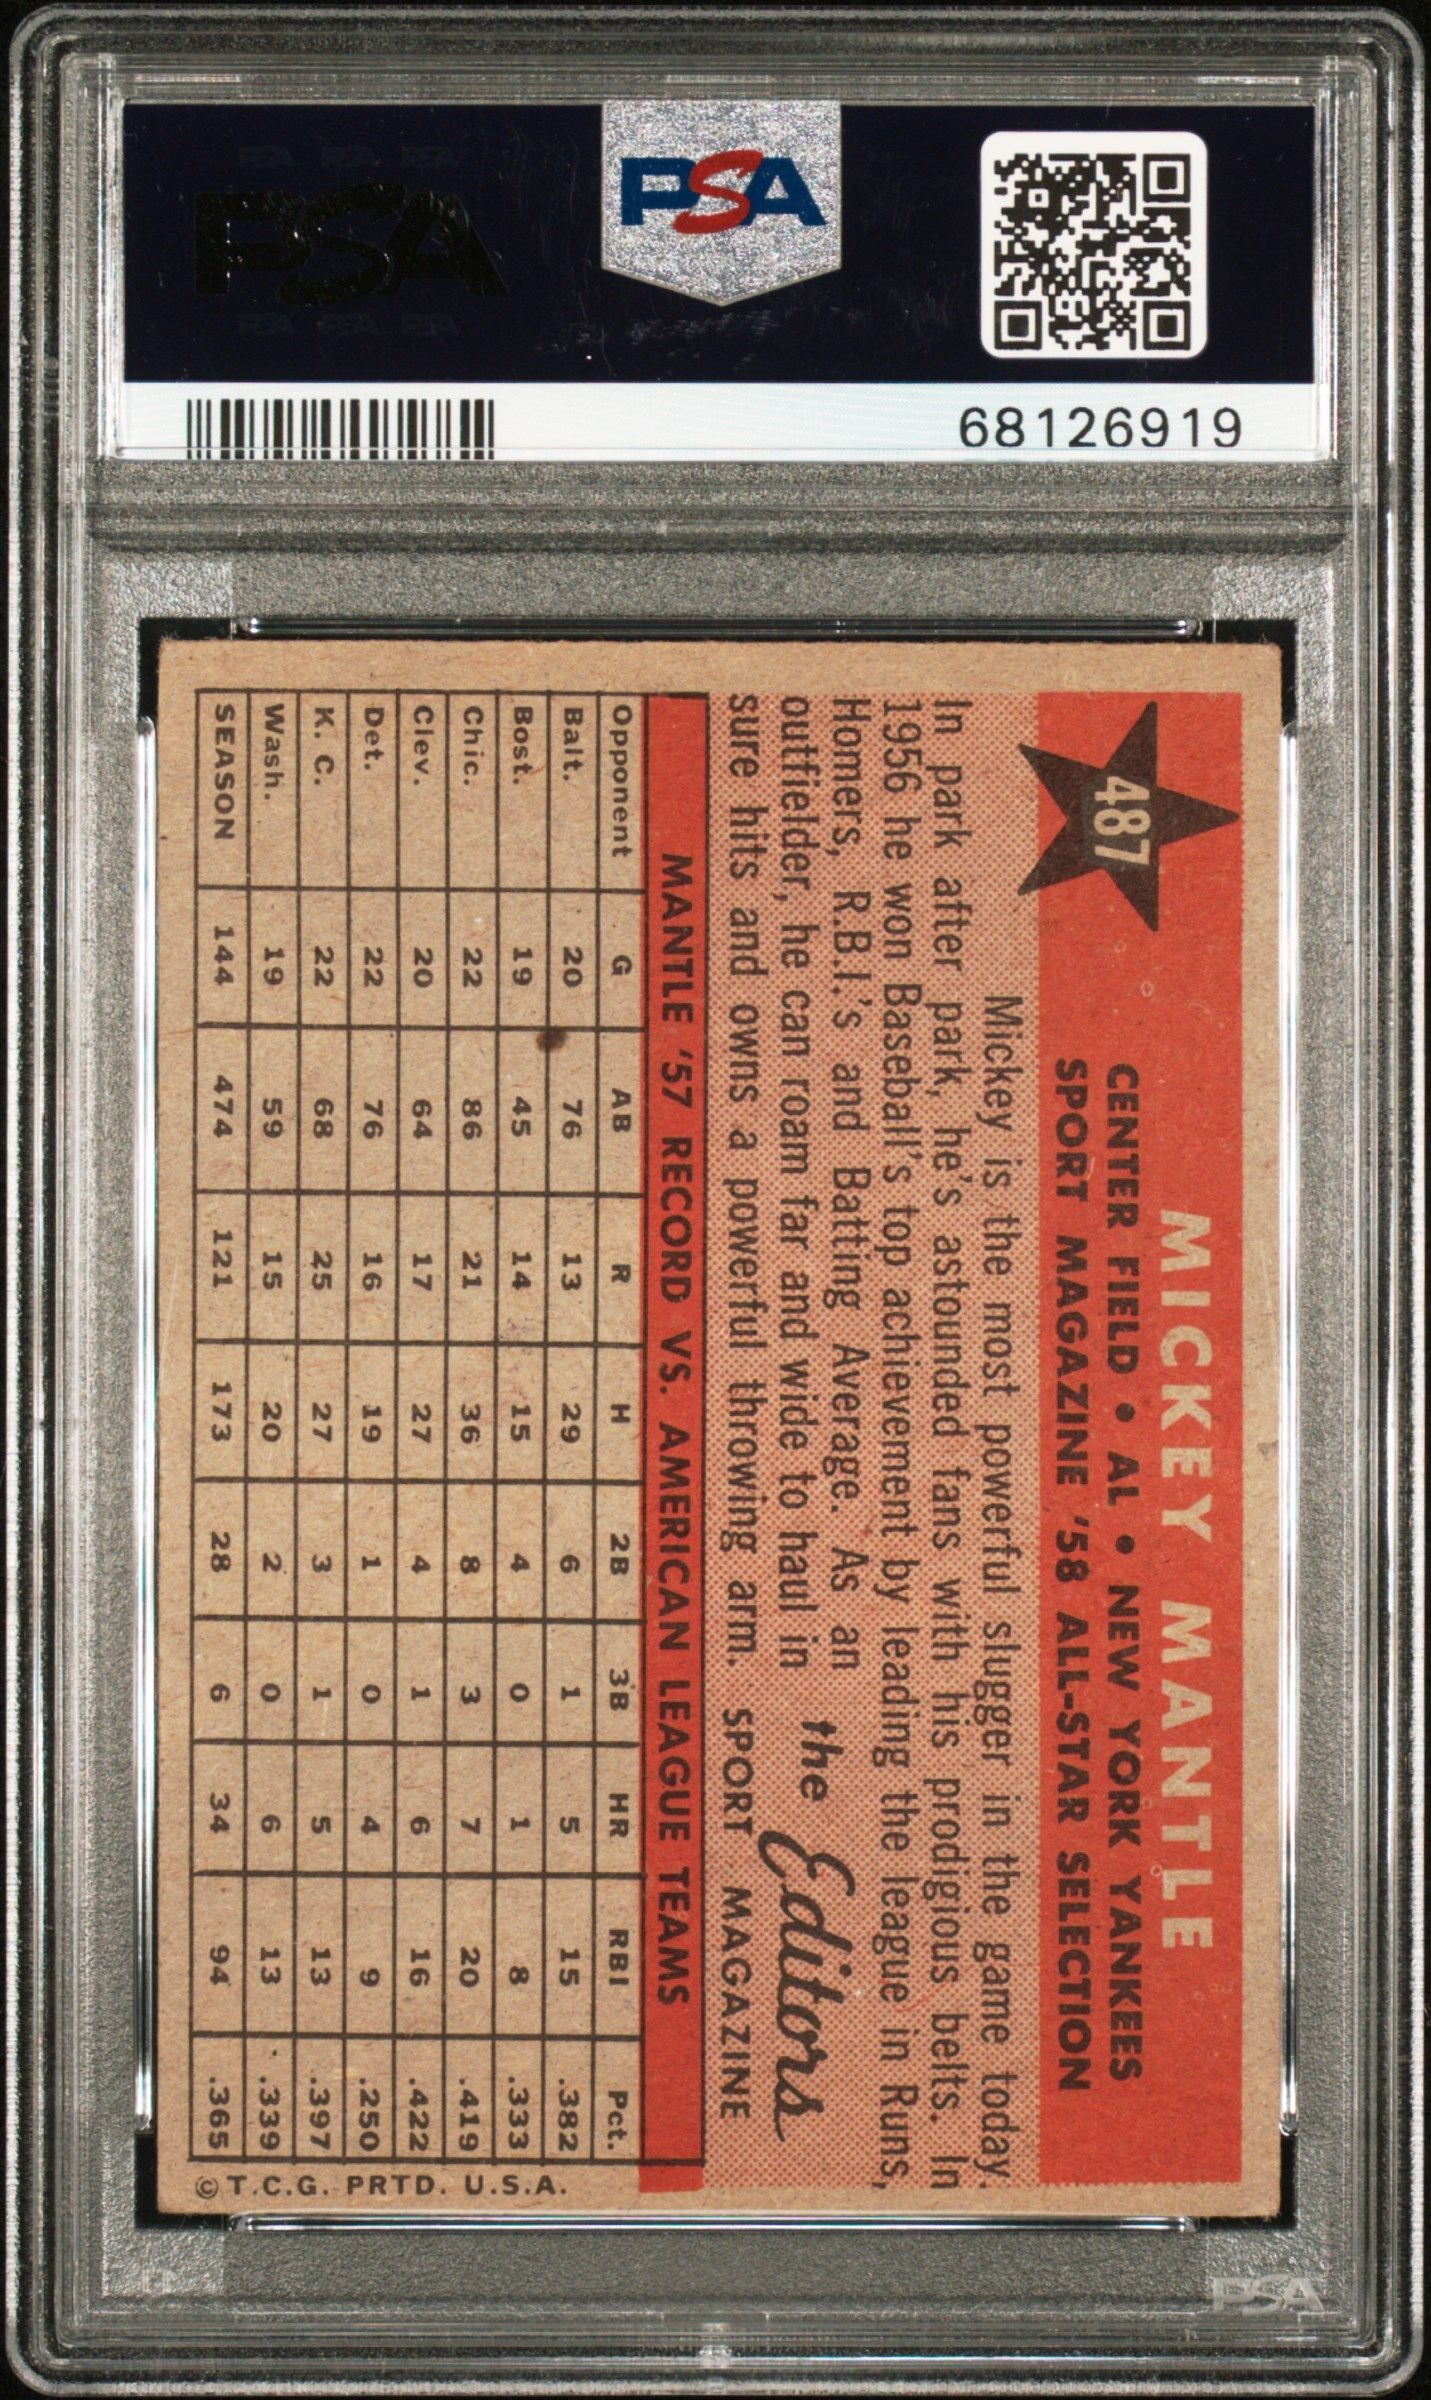 PSA PSA PSA
PSA
PSA PSA PSA
PSA
68126919
487
MICKEY MANTLE
CENTER FIELD • AL • NEW YORK YANKEES
SPORT MAGAZINE '58 ALL-STAR SELECTION
Mickey is the most powerful slugger in the game today.
In park after park, he's astounded fans with his prodigious belts. In
1956 he won Baseball's top achievement by leading the league in Runs,
Homers, R.B.I.'s and Batting Average. As an
outfielder, he can roam far and wide to haul in
sure hits and owns a powerful throwing arm.
the Editors
SPORT MAGAZINE
MANTLE '57 RECORD VS. AMERICAN LEAGUE TEAMS
Opponent G AB R H 2B 3B HR RBI Pct.
Balt. 20 76 13 29 6 1 5 15 .382
Bost. 19 45 14 15 4 0 1 8 .333
Chic. 22 86 21 36 8 3 7 20 .419
Clev. 20 64 17 27 4 1 6 16 .422
Det. 22 76 16 19 1 0 4 9 .250
K. C. 22 68 25 27 3 1 5 13 .397
Wash. 19 59 15 20 2 0 6 13 .339
SEASON 144 474 121 173 28 6 34 94 .365
© T.C.G. PRTD. U.S.A.
PSA